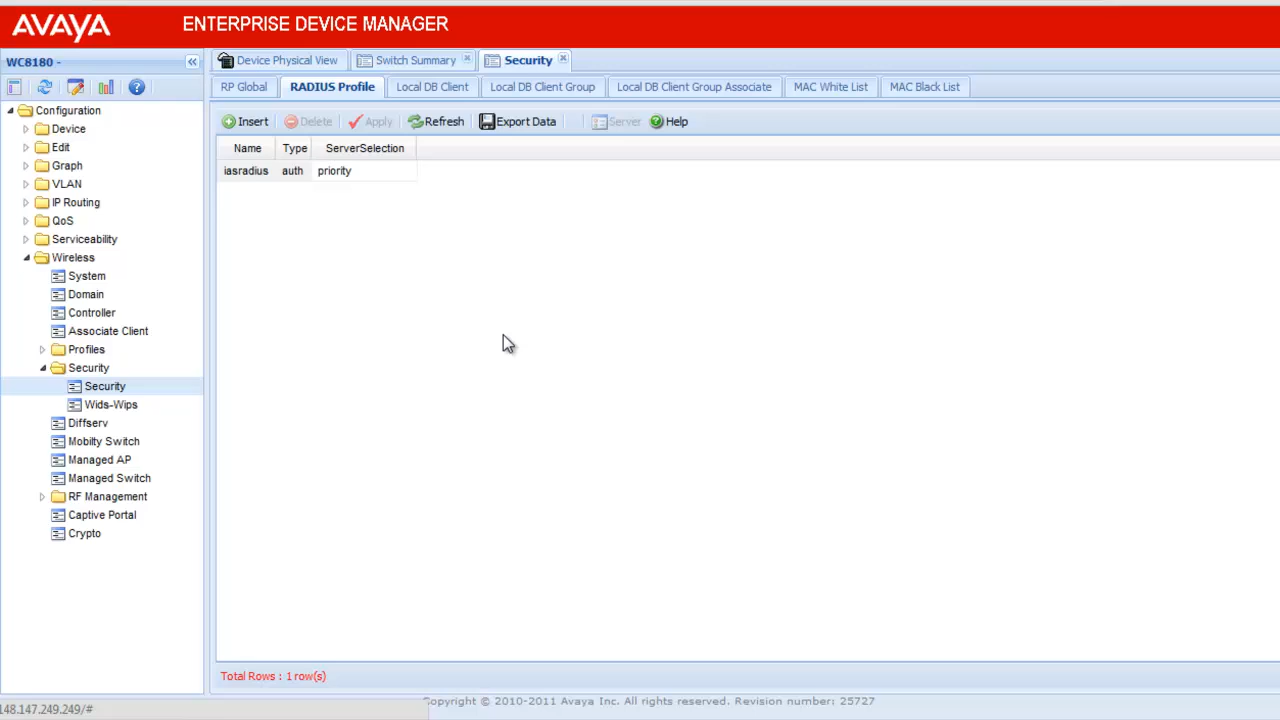 AVAYA
ENTERPRISE DEVICE MANAGER
WC8180 -
Device Physical View
Switch Summary
Security
RP Global
RADIUS Profile
Local DB Client
Local DB Client Group
Local DB Client Group Associate
MAC White List
MAC Black List
Insert
Delete
Apply
Refresh
Export Data
Server
Help
Name Type ServerSelection
iasradius auth priority
Configuration
Device
Edit
Graph
VLAN
IP Routing
QoS
Serviceability
Wireless
System
Domain
Controller
Associate Client
Profiles
Security
Security
Wids-Wips
Diffserv
Mobilty Switch
Managed AP
Managed Switch
RF Management
Captive Portal
Crypto
Total Rows : 1 row(s)
Copyright © 2010-2011 Avaya Inc. All rights reserved. Revision number: 25727
148.147.249.249/#